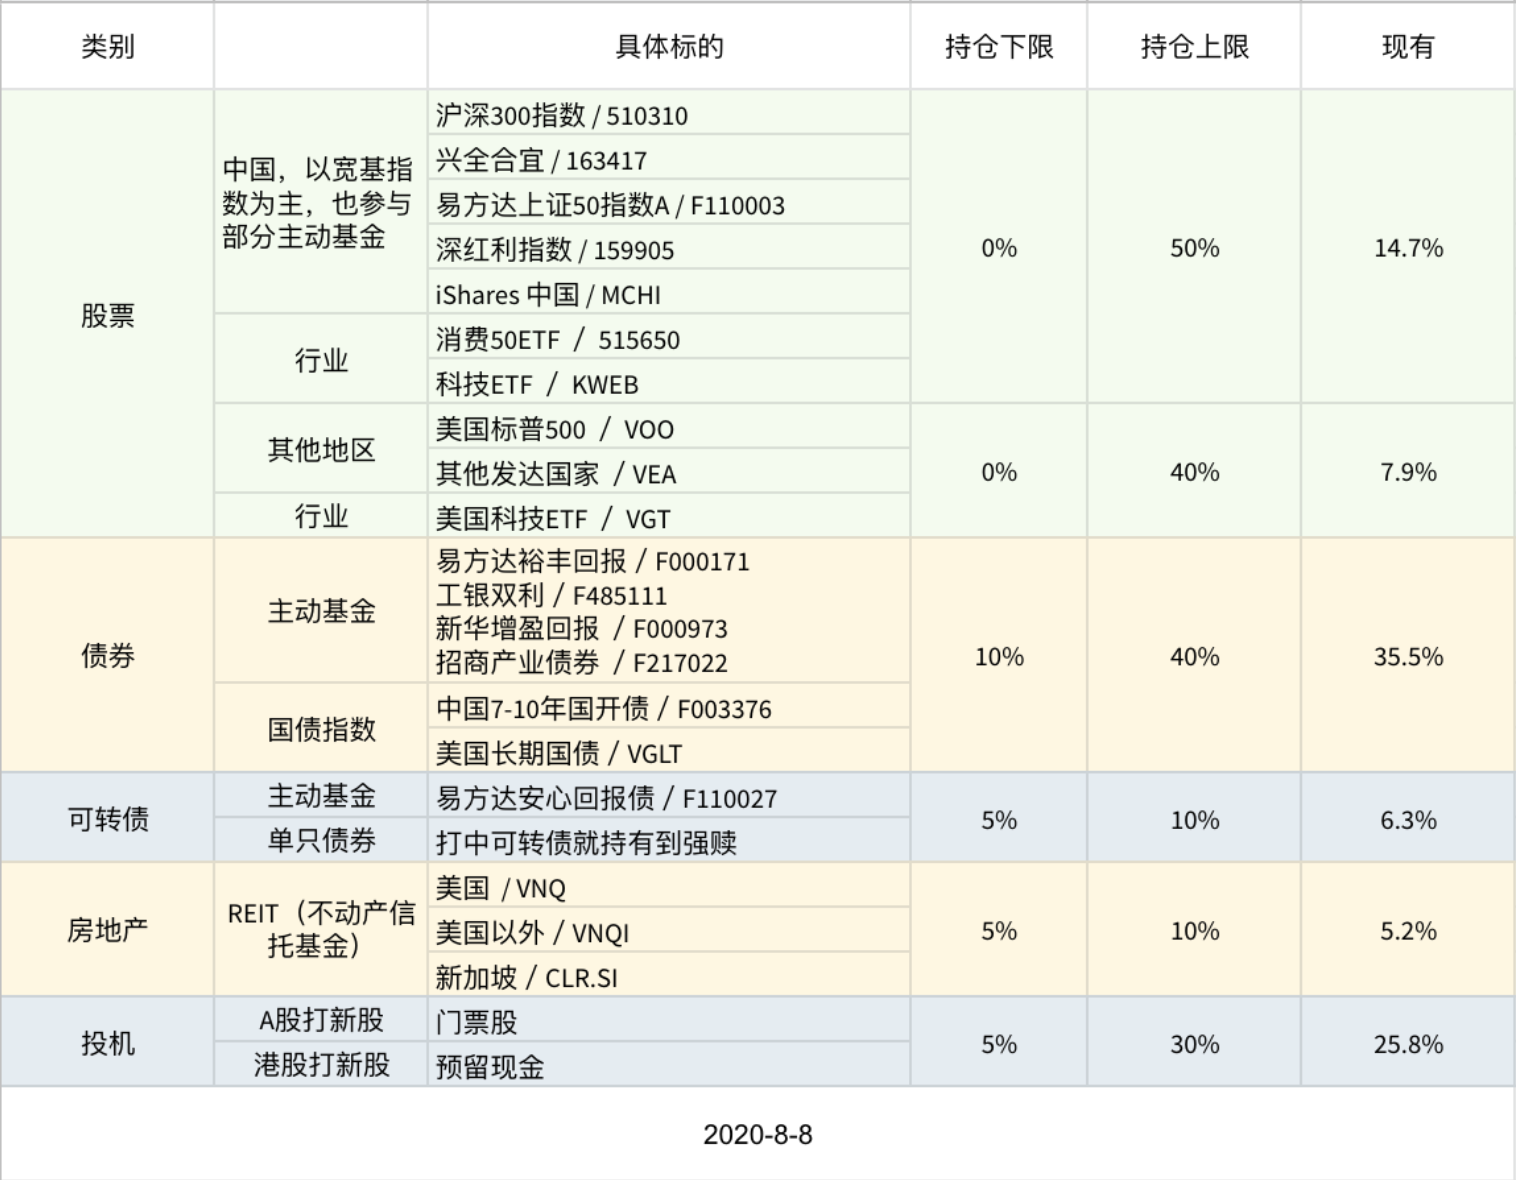 类别
具体标的
持仓下限
持仓上限
现有
股票
中国，以宽基指
数为主，也参与
部分主动基金
沪深300指数 / 510310
兴全合宜 / 163417
易方达上证50指数A / F110003
深红利指数 / 159905
iShares 中国 / MCHI
0%
50%
14.7%
行业
消费50ETF / 515650
科技ETF / KWEB
其他地区
美国标普500 / VOO
其他发达国家 / VEA
0%
40%
7.9%
行业
美国科技ETF / VGT
债券
主动基金
易方达裕丰回报 / F000171
工银双利 / F485111
新华增盈回报 / F000973
招商产业债券 / F217022
10%
40%
35.5%
国债指数
中国7-10年国开债 / F003376
美国长期国债 / VGLT
可转债
主动基金
易方达安心回报债 / F110027
5%
10%
6.3%
单只债券
打中可转债就持有到强赎
房地产
REIT（不动产信
托基金）
美国 / VNQ
美国以外 / VNQI
新加坡 / CLR.SI
5%
10%
5.2%
投机
A股打新股
门票股
5%
30%
25.8%
港股打新股
预留现金
2020-8-8